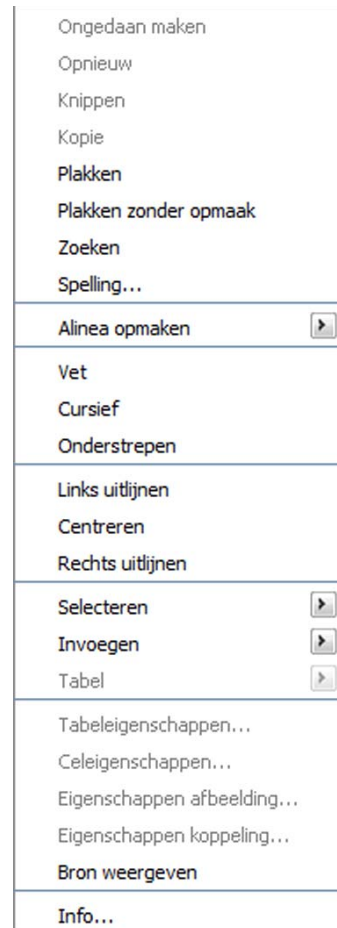 Ongedaan maken
Opnieuw
Knippen
Kopie
Plakken
Plakken zonder opmaak
Zoeken
Spelling...
Alinea opmaken
Vet
Cursief
Onderstrepen
Links uitlijnen
Centreren
Rechts uitlijnen
Selecteren
Invoegen
Tabel
Tabeleigenschappen...
Celeigenschappen...
Eigenschappen afbeelding...
Eigenschappen koppeling...
Bron weergeven
Info...